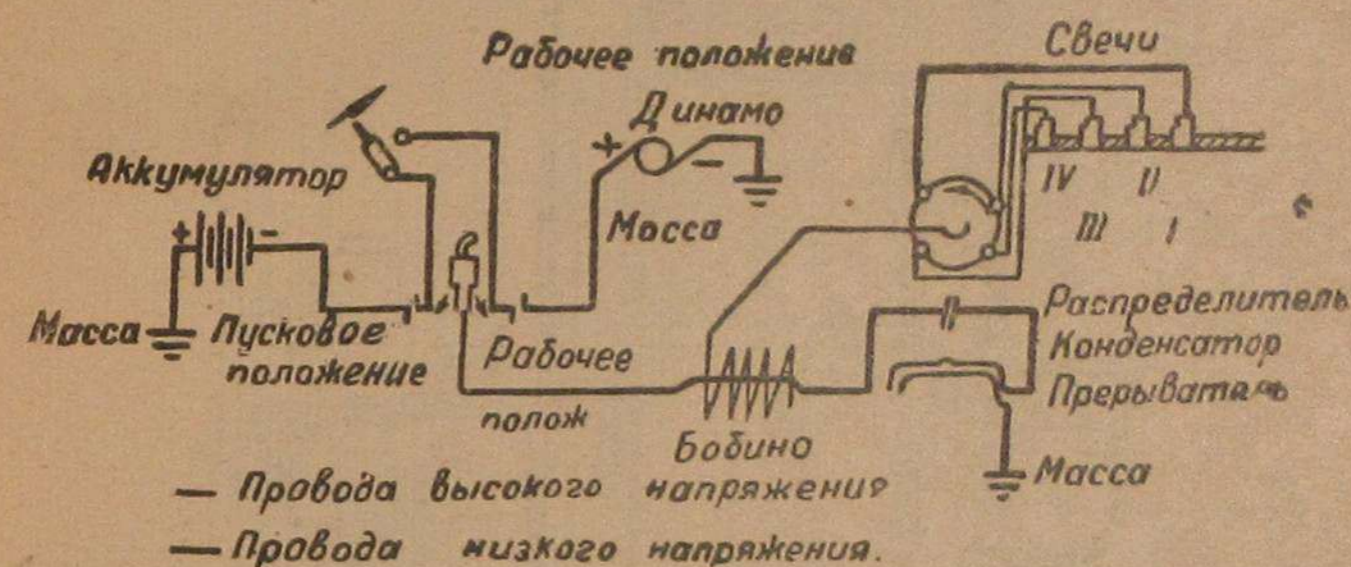 Свечи
Рабочее положение
Динамо
+
-
Аккумулятор
+
-
IV
II
III
I
Масса
Масса
Пусковое
положение
Рабочее
полож
Распределитель
Конденсатор
Прерыватель
Бобино
Масса
— Провода высокого напряжения
— Провода низкого напряжения.